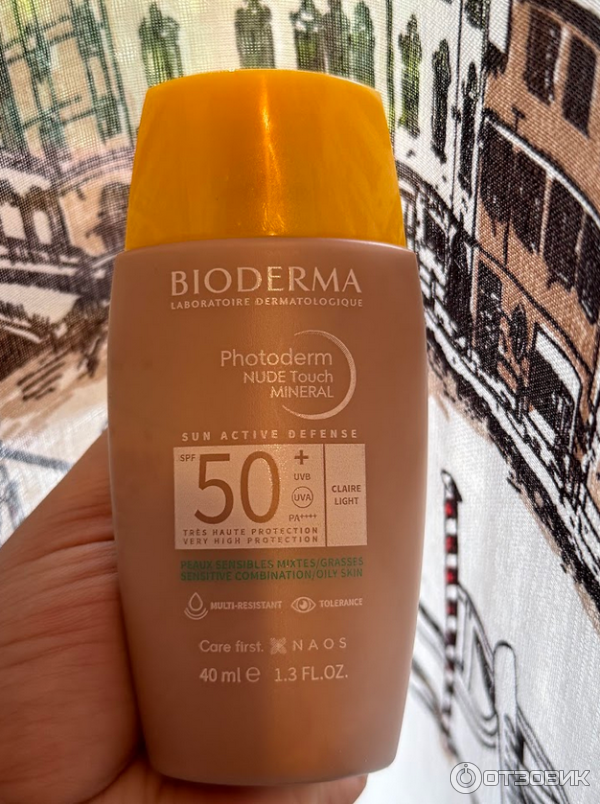 BIODERMA
LABORATOIRE DERMATOLOGIQUE
Photoderm
NUDE Touch
MINERAL
SUN ACTIVE DEFENSE
SPF 50+
UVB
UVA
PA++++
CLAIRE
LIGHT
TRÈS HAUTE PROTECTION
VERY HIGH PROTECTION
PEAUX SENSIBLES MIXTES/GRASSES
SENSITIVE COMBINATION/OILY SKIN
MULTI-RESISTANT TOLERANCE
Care first. NAOS
40 ml e 1.3 FL.OZ.
ОТЗОВИК